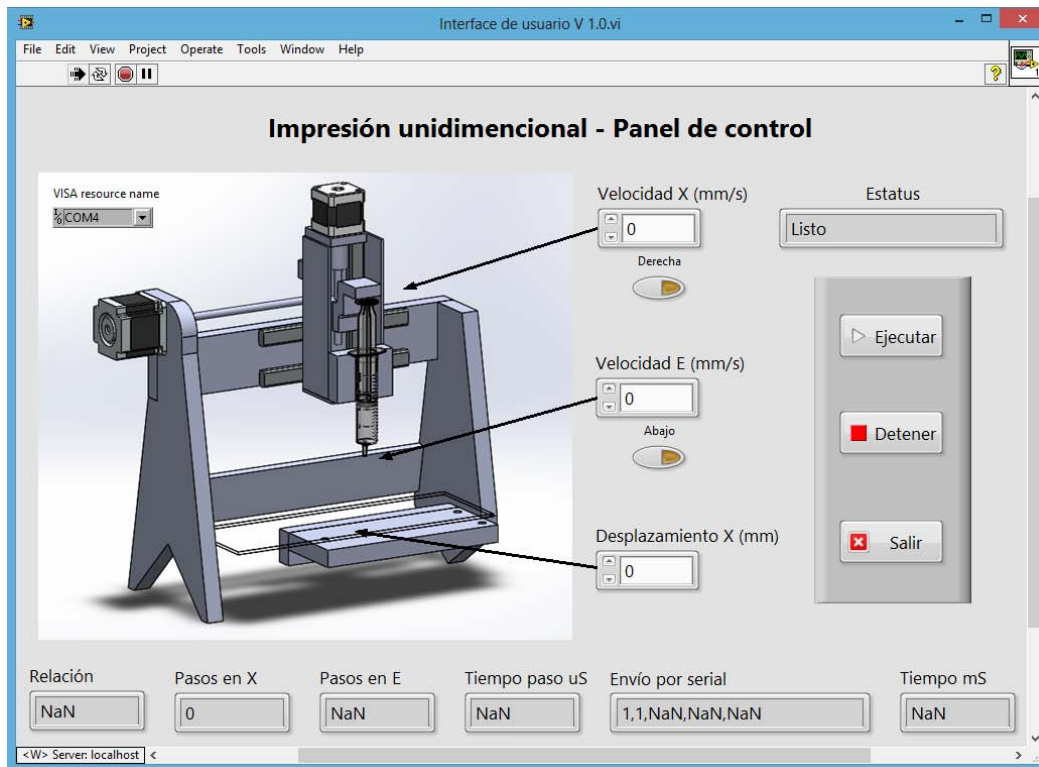 Interface de usuario V 1.0.vi
File Edit View Project Operate Tools Window Help
1
Impresión unidimencional - Panel de control
VISA resource name
COM4
Velocidad X (mm/s)
0
Derecha
Estatus
Listo
Ejecutar
Velocidad E (mm/s)
0
Abajo
Detener
Desplazamiento X (mm)
0
Salir
Relación Pasos en X Pasos en E Tiempo paso uS Envío por serial Tiempo mS
NaN 0 NaN NaN 1,1,NaN,NaN,NaN NaN
<W> Server: localhost